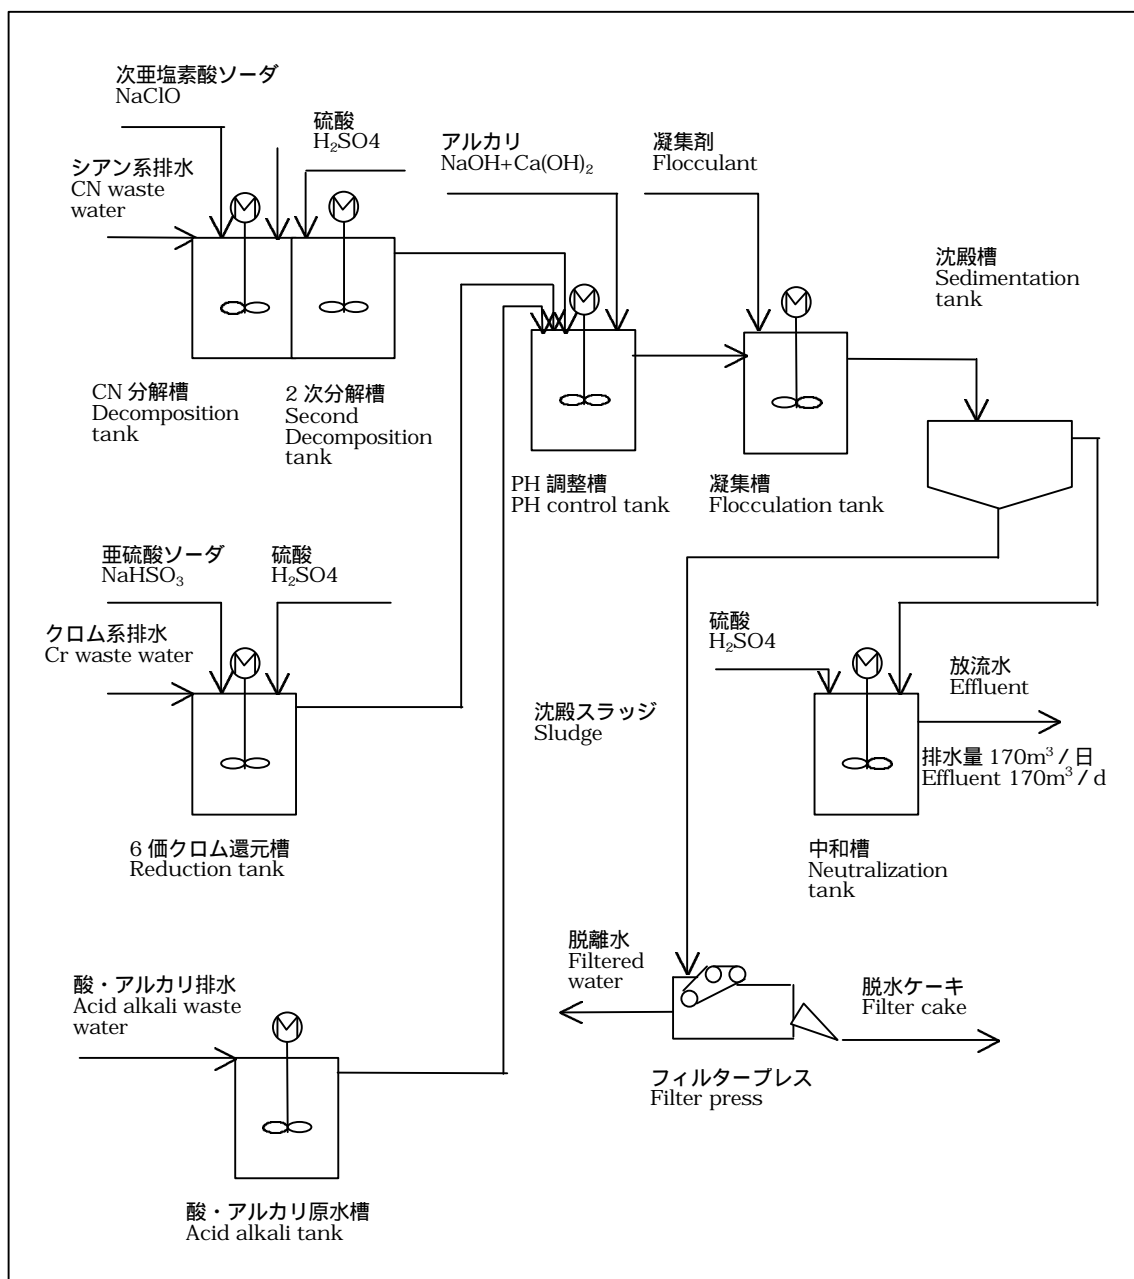 次亜塩素酸ソーダ
NaClO
硫酸
H₂SO4
シアン系排水
CN waste
water
アルカリ
NaOH+Ca(OH)₂
凝集剤
Flocculant
沈殿槽
Sedimentation
tank
M
M
M
M
CN 分解槽
Decomposition
tank
2 次分解槽
Second
Decomposition
tank
PH 調整槽
PH control tank
凝集槽
Flocculation tank
亜硫酸ソーダ
NaHSO₃
硫酸
H₂SO4
クロム系排水
Cr waste water
M
6 価クロム還元槽
Reduction tank
硫酸
H₂SO4
M
放流水
Effluent
排水量 170m³ / 日
Effluent 170m³ / d
中和槽
Neutralization
tank
沈殿スラッジ
Sludge
酸・アルカリ排水
Acid alkali waste
water
M
酸・アルカリ原水槽
Acid alkali tank
脱離水
Filtered
water
脱水ケーキ
Filter cake
フィルタープレス
Filter press